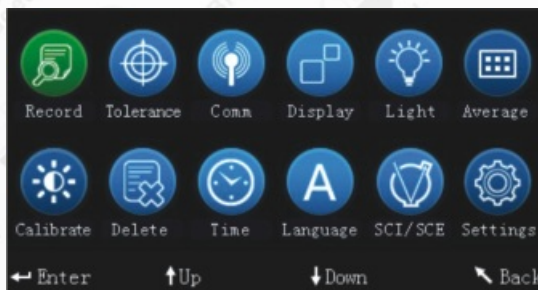 Record Tolerance Comm Display Light Average
A
Calibrate Delete Time Language SCI/SCE Settings
Enter Up Down Back